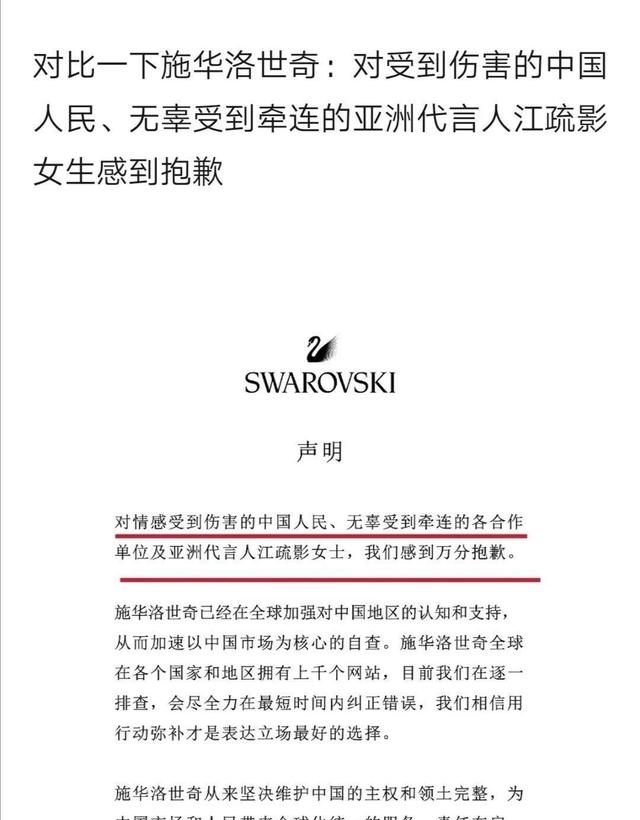 对比一下施华洛世奇：对受到伤害的中国
人民、无辜受到牵连的亚洲代言人江疏影
女生感到抱歉
SWAROVSKI
声明
对情感受到伤害的中国人民、无辜受到牵连的各合作
单位及亚洲代言人江疏影女士，我们感到万分抱歉。
施华洛世奇已经在全球加强对中国地区的认知和支持，
从而加速以中国市场为核心的自查。施华洛世奇全球
在各个国家和地区拥有上千个网站，目前我们在逐一
排查，会尽全力在最短时间内纠正错误，我们相信用
行动弥补才是表达立场最好的选择。
施华洛世奇从来坚决维护中国的主权和领土完整，为